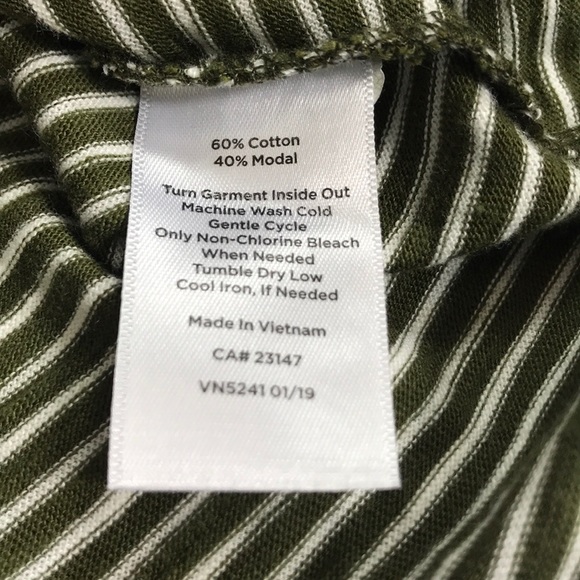 60% Cotton
40% Modal
Turn Garment Inside Out
Machine Wash Cold
Gentle Cycle
Only Non-Chlorine Bleach
When Needed
Tumble Dry Low
Cool Iron, If Needed
Made In Vietnam
CA# 23147
VN5241 01/19